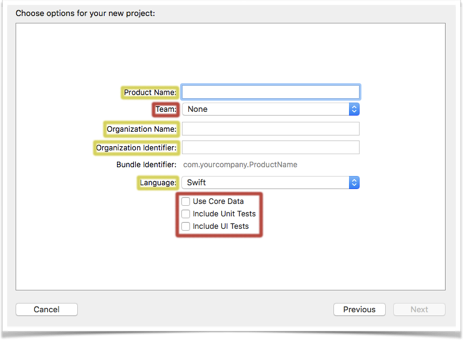 Choose options for your new project:
Product Name:
Team: None
Organization Name:
Organization Identifier:
Bundle Identifier: com.yourcompany.ProductName
Language: Swift
Use Core Data
Include Unit Tests
Include UI Tests
Cancel Previous Next